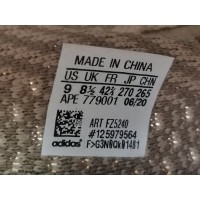 MADE IN CHINA
US UK FR JP CHN
9 8½ 42⅔ 270 265
APE 779001 06/20
ART FZ5240
#125979564
adidas F>G3N8QkB1481